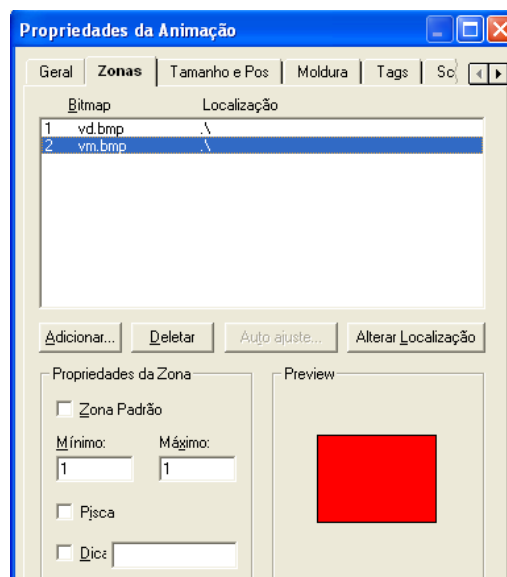 Propriedades da Animação
Geral Zonas Tamanho e Pos Moldura Tags Sc
Bitmap Localização
1 vd.bmp .\
2 vm.bmp .\
Adicionar... Deletar Auto ajuste... Alterar Localização
Propriedades da Zona Preview
Zona Padrão
Mínimo: Máximo:
1 1
Pisca
Dica